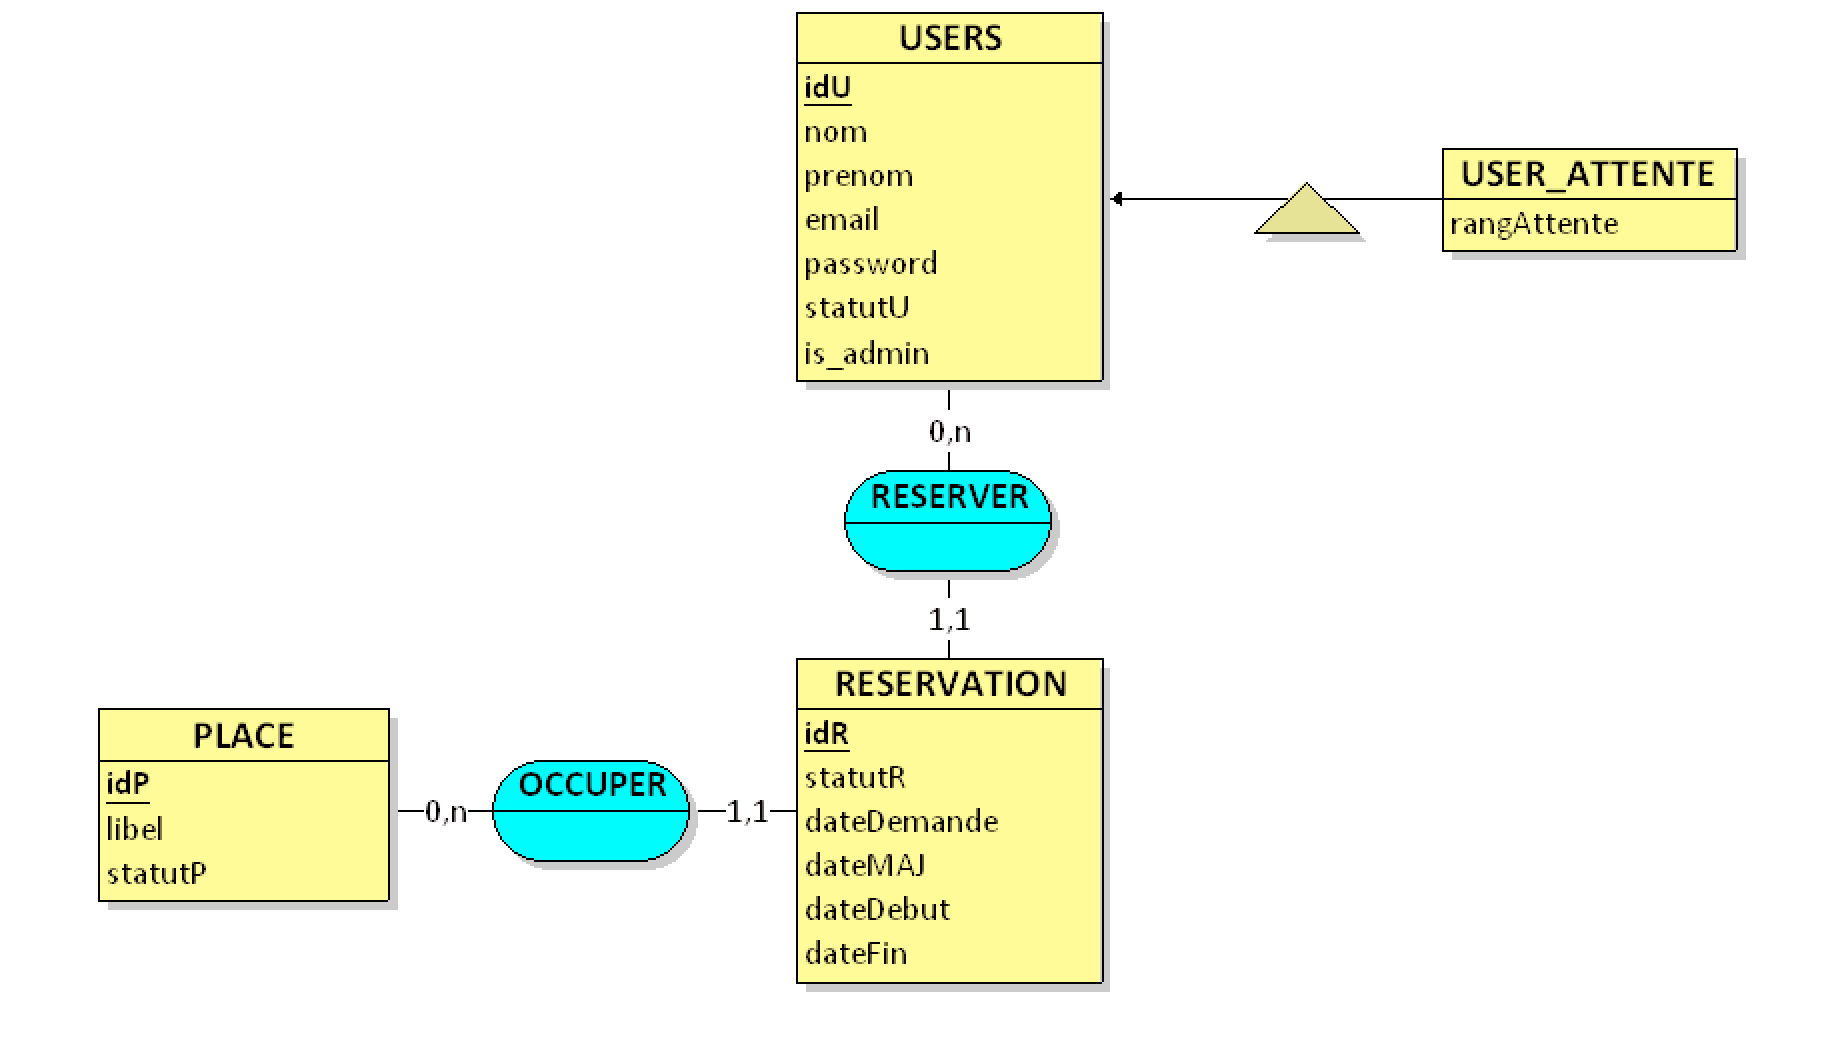 USERS
idU
nom
prenom
email
password
statutU
is_admin
USER_ATTENTE
rangAttente
0,n
RESERVER
1,1
RESERVATION
idR
statutR
dateDemande
dateMAJ
dateDebut
dateFin
PLACE
idP
libel
statutP
0,n
OCCUPER
1,1